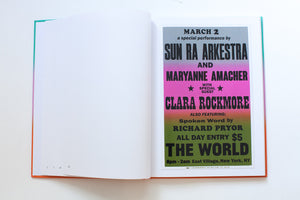 MARCH 2
a special performance by
SUN RA ARKESTRA
AND
MARYANNE AMACHER
WITH
SPECIAL
GUEST
CLARA ROCKMORE
ALSO FEATURING:
Spoken Word by
RICHARD PRYOR
ALL DAY ENTRY $5
THE WORLD
8pm - 2am East Village, New York, NY